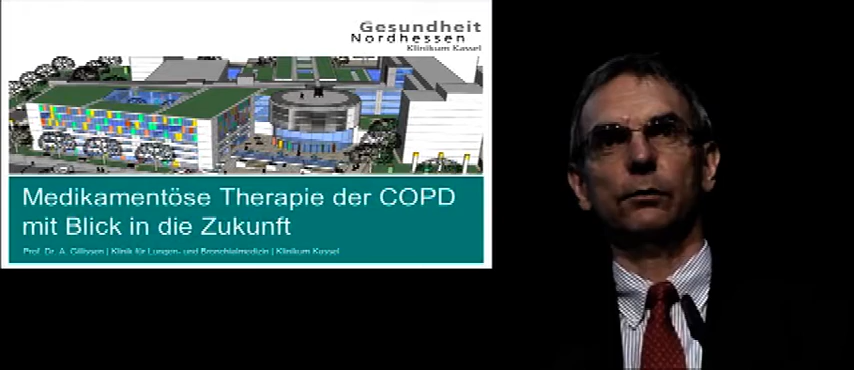 Gesundheit
Nordhessen
Klinikum Kassel
Medikamentöse Therapie der COPD
mit Blick in die Zukunft
Prof. Dr. A. Gillissen | Klinik für Lungen- und Bronchialmedizin | Klinikum Kassel